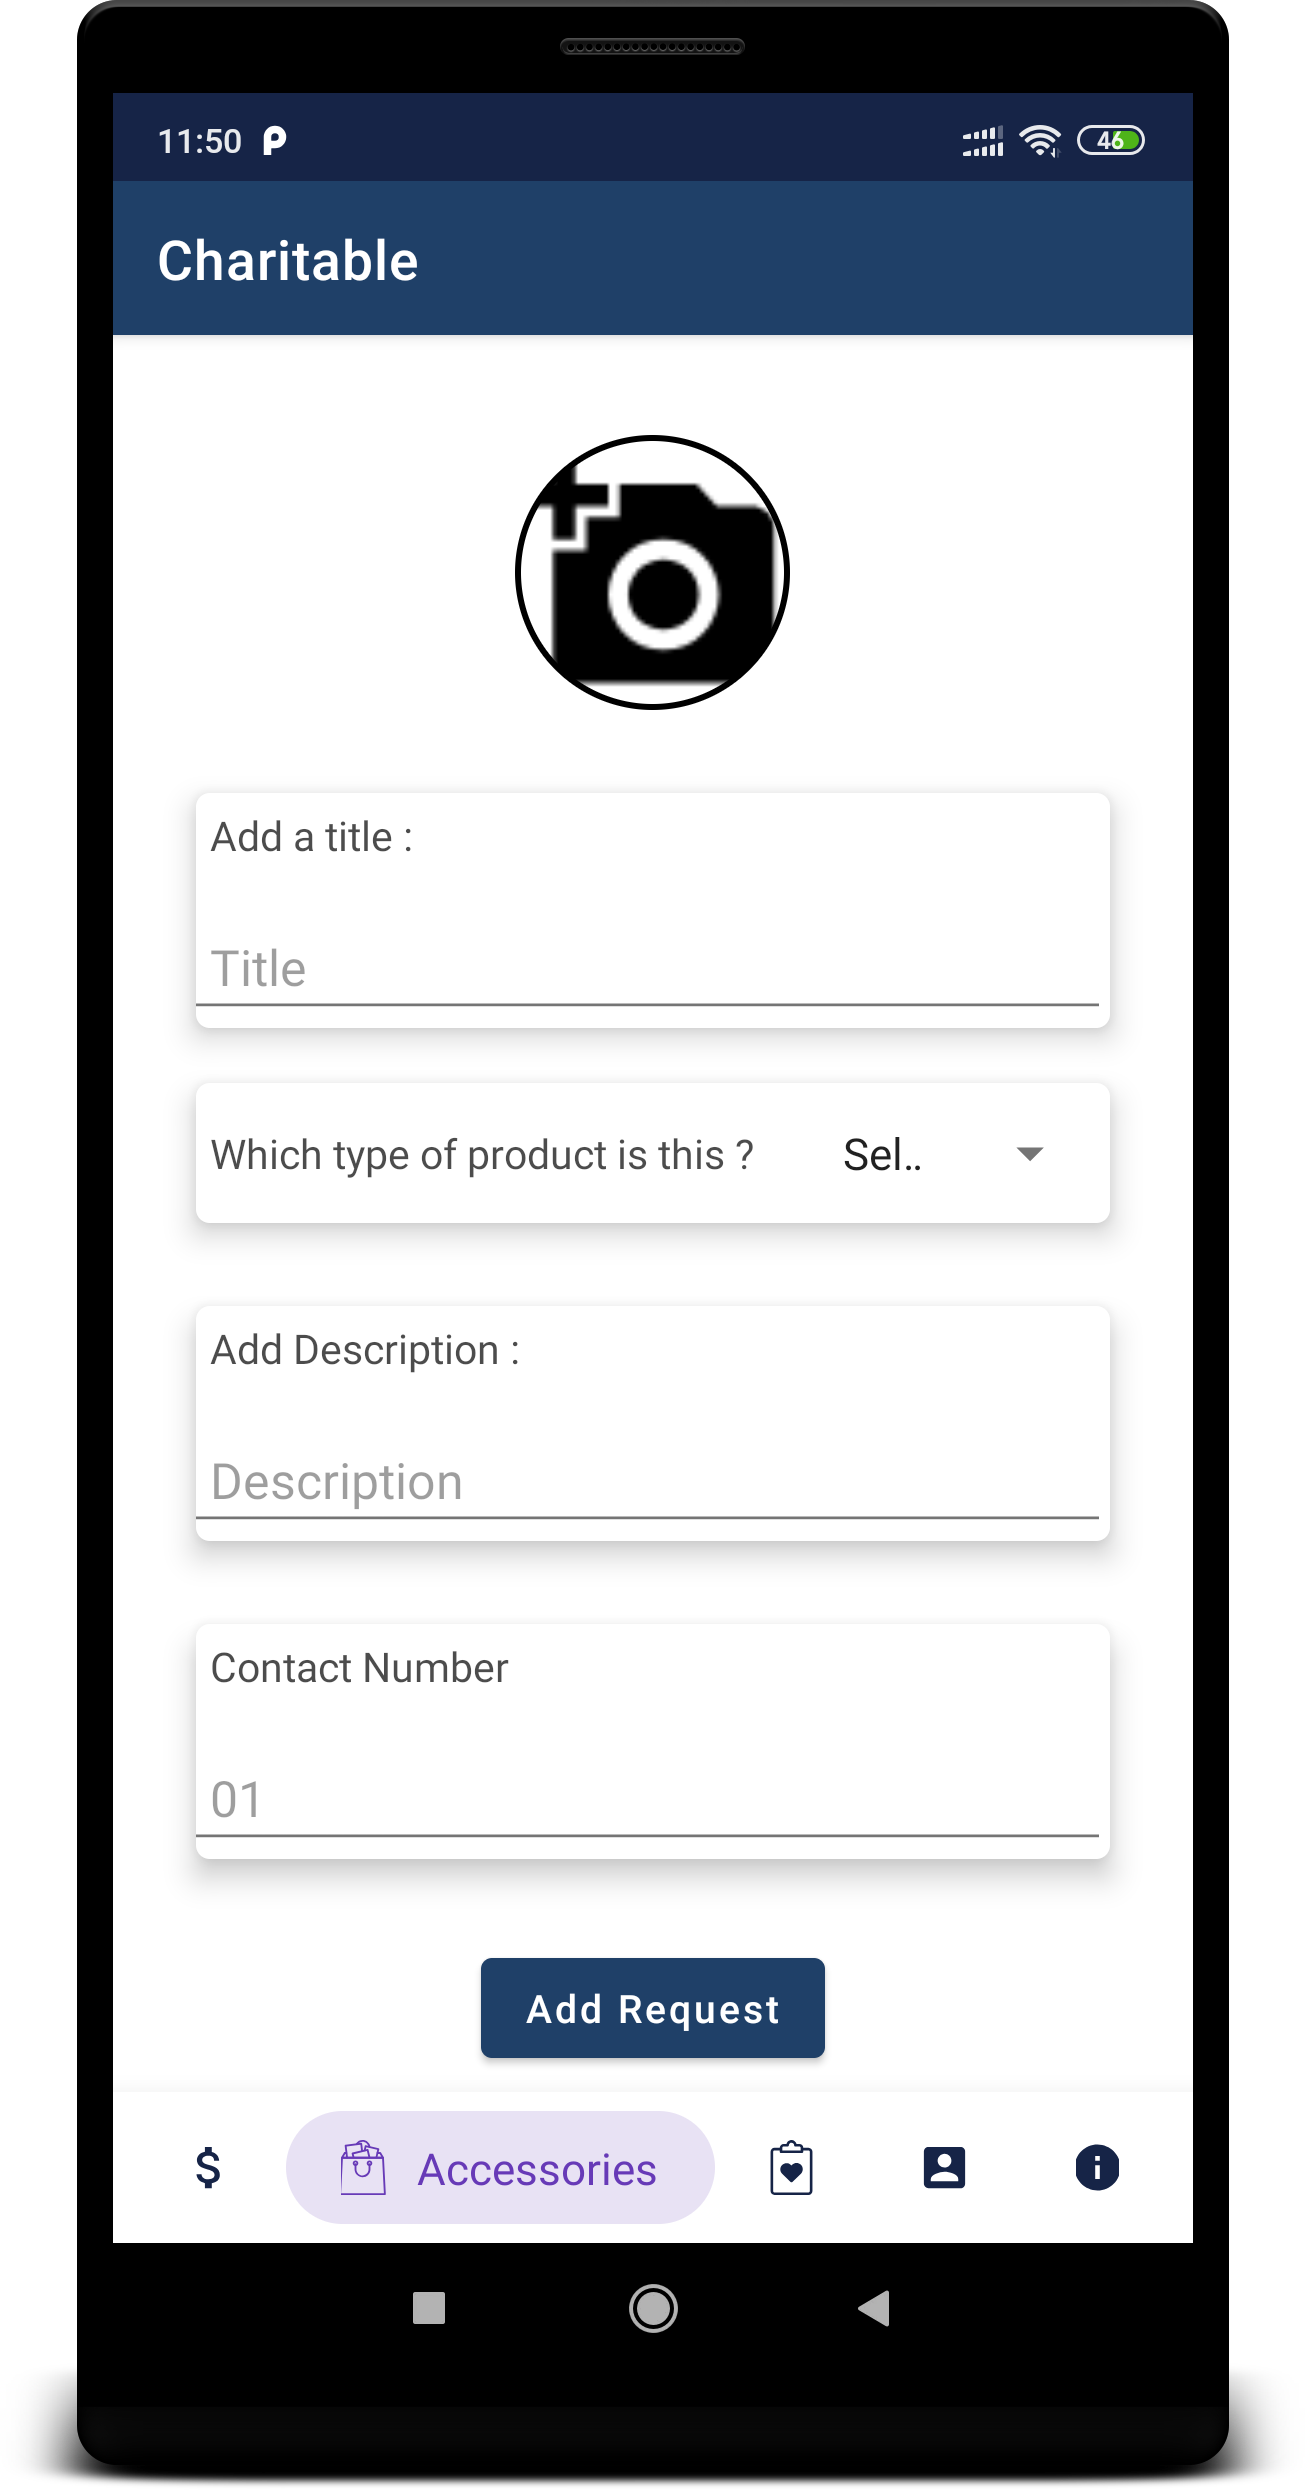 11:50
46
Charitable
Add a title :
Title
Which type of product is this ? Sel..
Add Description :
Description
Contact Number
01
Add Request
$ Accessories